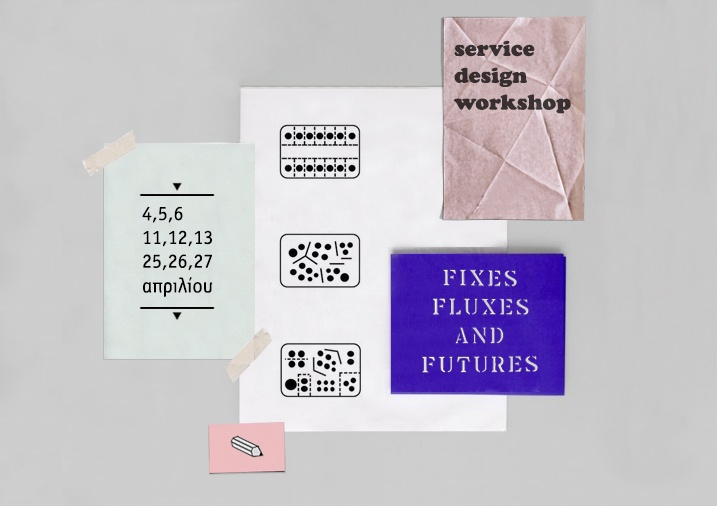 service
design
workshop
4,5,6
11,12,13
25,26,27
απριλίου
FIXES
FLUXES
AND
FUTURES